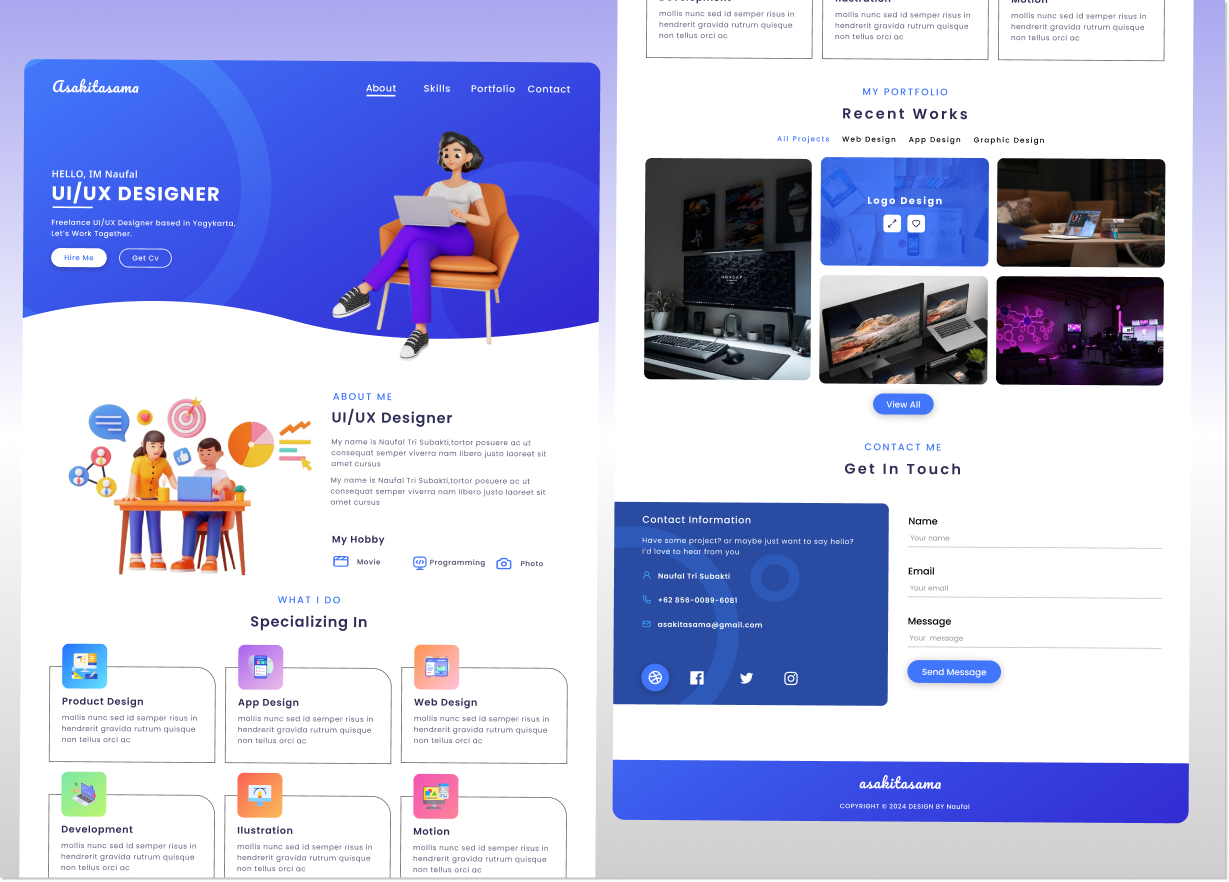 Asakitasama
About Skills Portfolio Contact
HELLO, IM Naufal
UI/UX DESIGNER
Freelance UI/UX Designer based in Yogykarta,
Let's Work Together.
Hire Me
Get Cv
ABOUT ME
UI/UX Designer
My name is Naufal Tri Subakti,tortor posuere ac ut
consequat semper viverra nam libero justo laoreet sit
amet cursus
My name is Naufal Tri Subakti,tortor posuere ac ut
consequat semper viverra nam libero justo laoreet sit
amet cursus
My Hobby
Movie
Programming
Photo
WHAT I DO
Specializing In
Product Design
mollis nunc sed id semper risus in
hendrerit gravida rutrum quisque
non tellus orci ac
App Design
mollis nunc sed id semper risus in
hendrerit gravida rutrum quisque
non tellus orci ac
Web Design
mollis nunc sed id semper risus in
hendrerit gravida rutrum quisque
non tellus orci ac
Development
mollis nunc sed id semper risus in
hendrerit gravida rutrum quisque
non tellus orci ac
Ilustration
mollis nunc sed id semper risus in
hendrerit gravida rutrum quisque
non tellus orci ac
Motion
mollis nunc sed id semper risus in
hendrerit gravida rutrum quisque
non tellus orci ac
Development
mollis nunc sed id semper risus in
hendrerit gravida rutrum quisque
non tellus orci ac
Ilustration
mollis nunc sed id semper risus in
hendrerit gravida rutrum quisque
non tellus orci ac
Motion
mollis nunc sed id semper risus in
hendrerit gravida rutrum quisque
non tellus orci ac
MY PORTFOLIO
Recent Works
All Projects Web Design App Design Graphic Design
Logo Design
View All
CONTACT ME
Get In Touch
Contact Information
Have some project? or maybe just want to say hello?
I'd love to hear from you
Naufal Tri Subakti
+62 856-0089-6081
asakitasama@gmail.com
Name
Your name
Email
Your email
Message
Your message
Send Message
asakitasama
COPYRIGHT © 2024 DESIGN BY Naufal